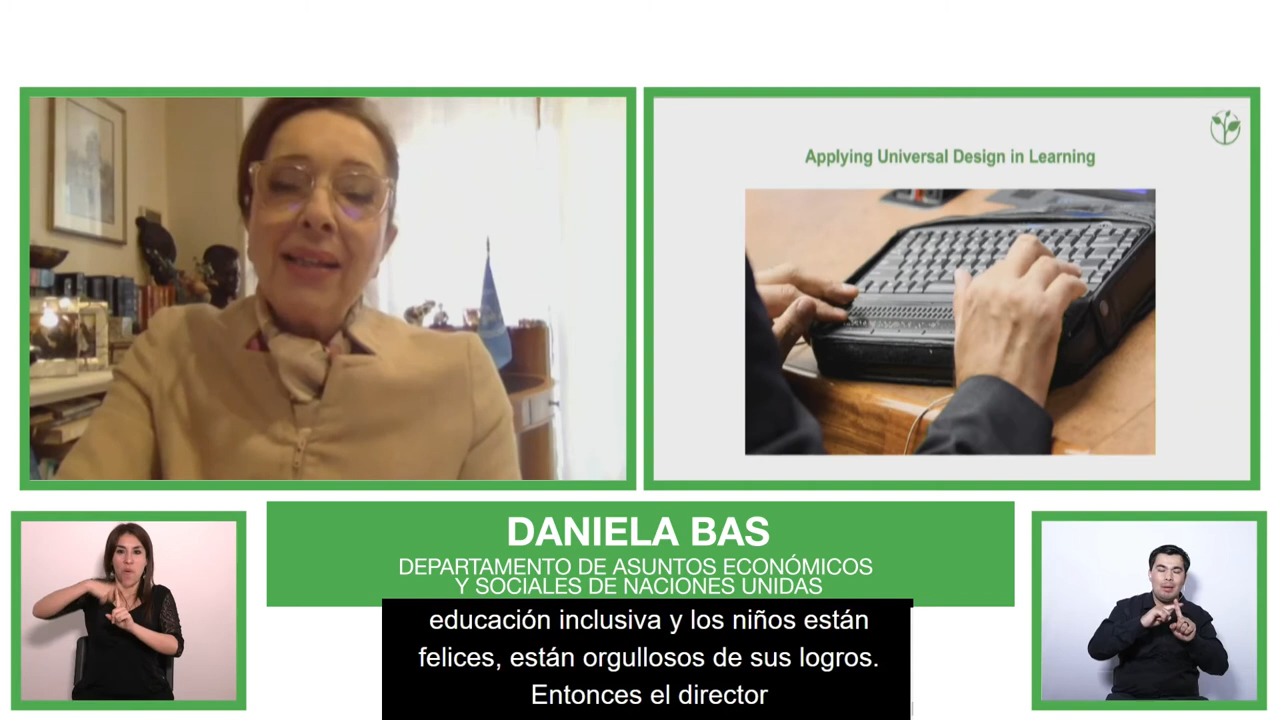 Applying Universal Design in Learning
DANIELA BAS
DEPARTAMENTO DE ASUNTOS ECONÓMICOS
Y SOCIALES DE NACIONES UNIDAS
educación inclusiva y los niños están
felices, están orgullosos de sus logros.
Entonces el director